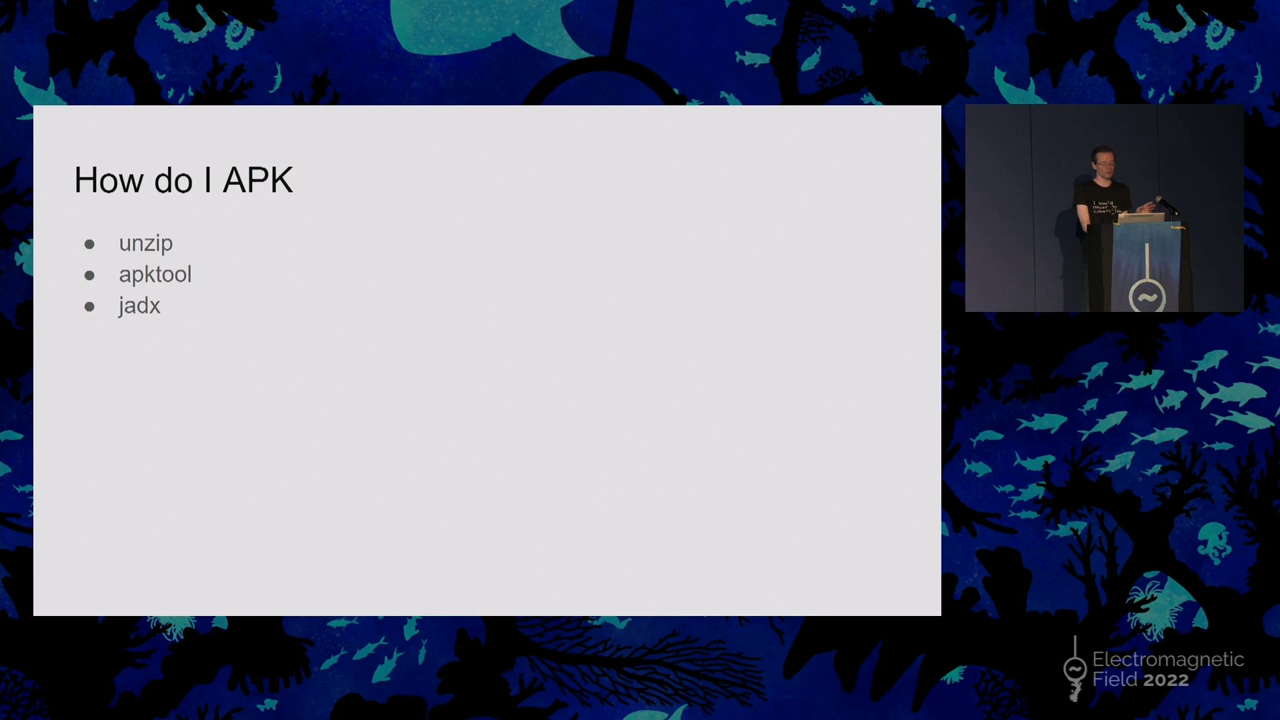 How do I APK
● unzip
● apktool
● jadx
Electromagnetic
Field 2022